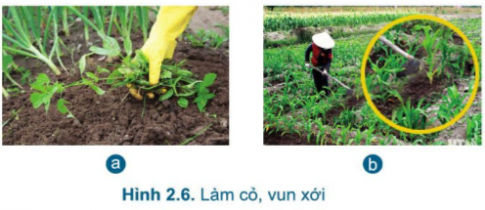 a
b
Hình 2.6. Làm cỏ, vun xới